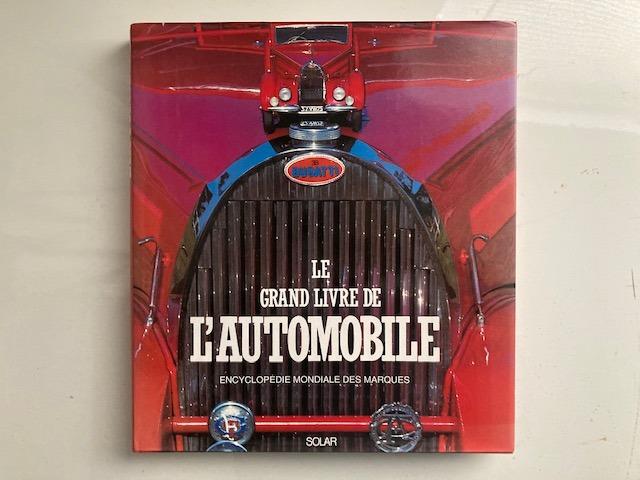 BUGATTI
LE
GRAND LIVRE DE
L'AUTOMOBILE
ENCYCLOPÉDIE MONDIALE DES MARQUES
SOLAR